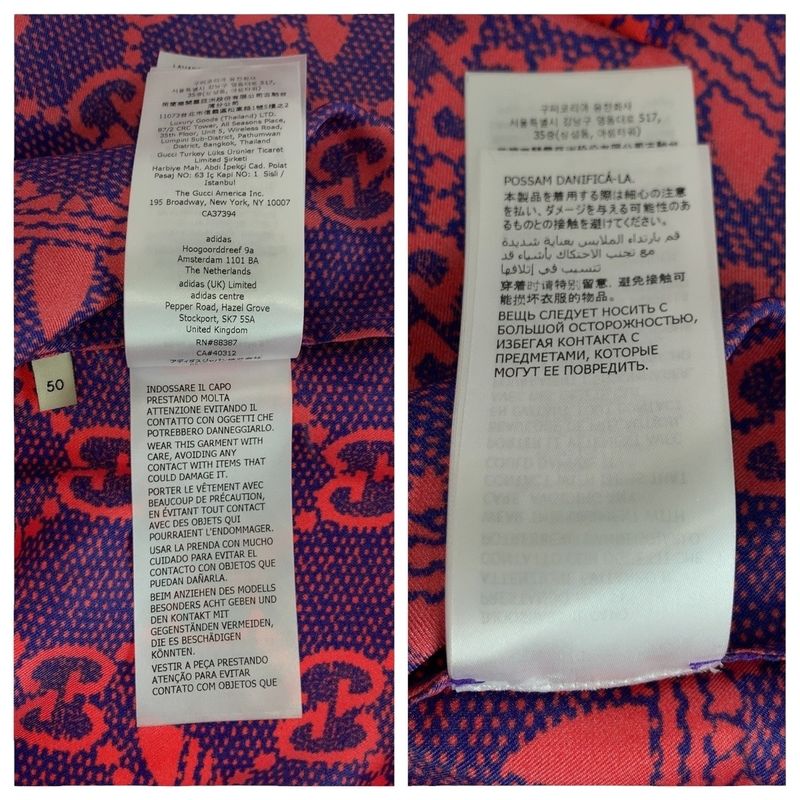 LAVAR
구찌코리아 유한회사
서울특별시 강남구 영동대로 517,
35층(삼성동, 아셈타워)
薄分公司
11073台北市信義區松高路1號5樓之2
Luxury Goods (Thailand) LTD.
87/2 CRC Tower, All Seasons Place,
35th Floor, Unit 5, Wireless Road,
Lumpini Sub-District, Pathumwan
District, Bangkok, Thailand
Gucci Turkey Lüks Ürünler Ticaret
Limited Şirketi
Harbiye Mah. Abdi İpekçi Cad. Polat
Pasaj NO: 63 İç Kapi NO: 1 Sisli /
Istanbul
The Gucci America Inc.
195 Broadway, New York, NY 10007
CA37394
adidas
Hoogoorddreef 9a
Amsterdam 1101 BA
The Netherlands
adidas (UK) Limited
adidas centre
Pepper Road, Hazel Grove
Stockport, SK7 5SA
United Kingdom
RN#88387
CA#40312
50
INDOSSARE IL CAPO
PRESTANDO MOLTA
ATTENZIONE EVITANDO IL
CONTATTO CON OGGETTI CHE
POTREBBERO DANNEGGIARLO.
WEAR THIS GARMENT WITH
CARE, AVOIDING ANY
CONTACT WITH ITEMS THAT
COULD DAMAGE IT.
PORTER LE VÊTEMENT AVEC
BEAUCOUP DE PRÉCAUTION,
EN ÉVITANT TOUT CONTACT
AVEC DES OBJETS QUI
POURRAIENT L'ENDOMMAGER.
USAR LA PRENDA CON MUCHO
CUIDADO PARA EVITAR EL
CONTACTO CON OBJETOS QUE
PUEDAN DAÑARLA.
BEIM ANZIEHEN DES MODELLS
BESONDERS ACHT GEBEN UND
DEN KONTAKT MIT
GEGENSTÄNDEN VERMEIDEN,
DIE ES BESCHÄDIGEN
KÖNNTEN.
VESTIR A PEÇA PRESTANDO
ATENÇÃO PARA EVITAR
CONTATO COM OBJETOS QUE
구찌코리아 유한회사
서울특별시 강남구 영동대로 517,
35층(삼성동, 아셈타워)
POSSAM DANIFICÁ-LA.
本製品を着用する際は細心の注意
を払い、ダメージを与える可能性のあ
るものとの接触を避けてください。
قم بارتداء الملابس بعناية شديدة
مع تجنب الاحتكاك بأشياء قد
تتسبب في إتلافها
穿着时请特别留意，避免接触可
能损坏衣服的物品。
ВЕЩЬ СЛЕДУЕТ НОСИТЬ С
БОЛЬШОЙ ОСТОРОЖНОСТЬЮ,
ИЗБЕГАЯ КОНТАКТА С
ПРЕДМЕТАМИ, КОТОРЫЕ
МОГУТ ЕЕ ПОВРЕДИТЬ.